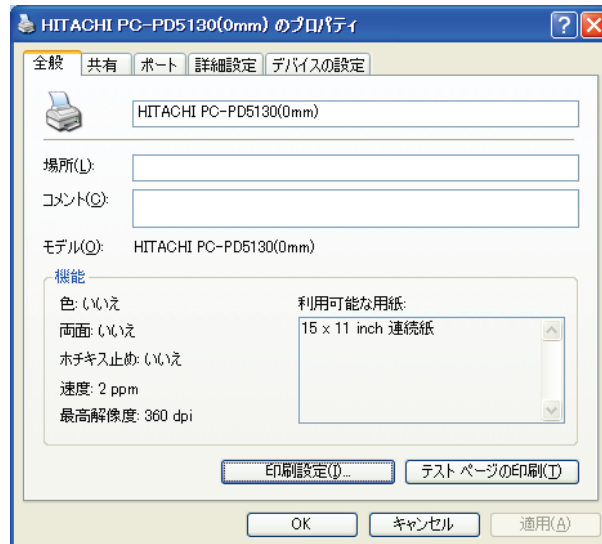 HITACHI PC-PD5130(0mm) のプロパティ
全般 共有 ポート 詳細設定 デバイスの設定
HITACHI PC-PD5130(0mm)
場所(L):
コメント(C):
モデル(O): HITACHI PC-PD5130(0mm)
機能
色: いいえ
両面: いいえ
ホチキス止め: いいえ
速度: 2 ppm
最高解像度: 360 dpi
利用可能な用紙:
15 x 11 inch 連続紙
印刷設定(I)... テスト ページの印刷(T)
OK キャンセル 適用(A)